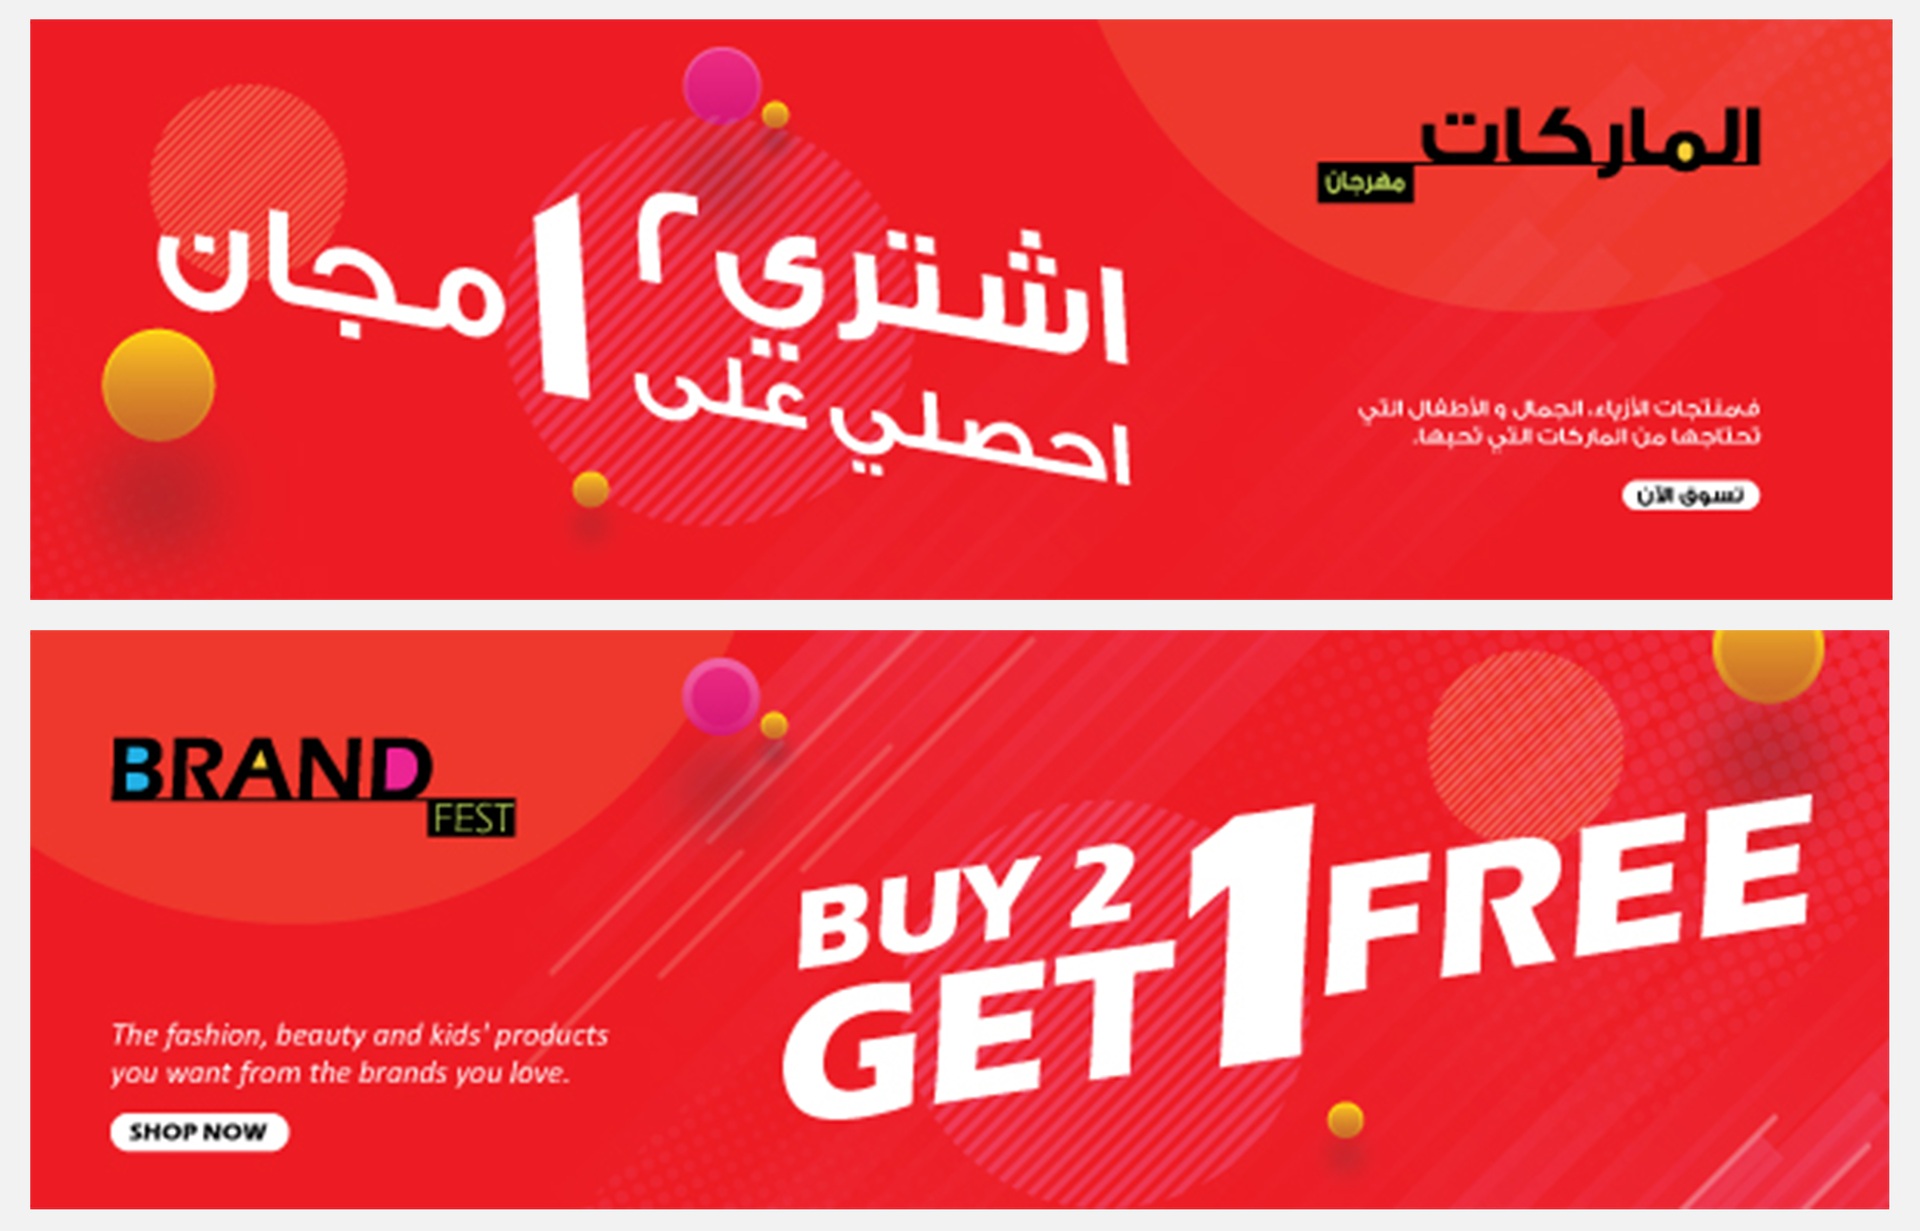 الماركات
مهرجان
اشتري ٢
احصلي على
1 مجان
فمنتجات الأزياء، الجمال و الأطفال التي
تحتاجها من الماركات التي تحبها.
تسوق الآن
BRAND
FEST
BUY 2
GET 1 FREE
The fashion, beauty and kids' products
you want from the brands you love.
SHOP NOW